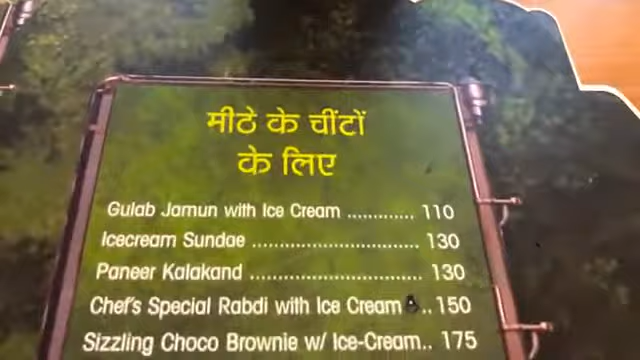 मीठे के चींटों
के लिए
Gulab Jamun with Ice Cream ............. 110
Icecream Sundae ................................ 130
Paneer Kalakand ................................. 130
Chef's Special Rabdi with Ice Cream .. 150
Sizzling Choco Brownie w/ Ice-Cream.. 175